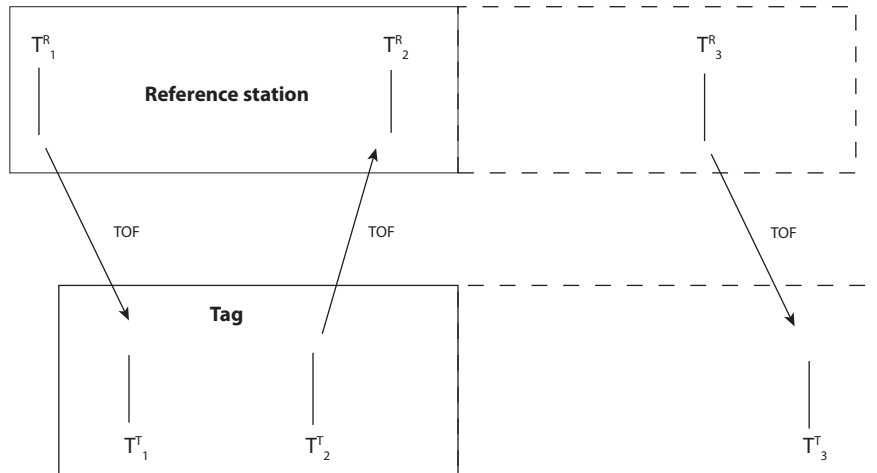 T^R_1 T^R_2 T^R_3
Reference station
TOF TOF TOF
Tag
T^T_1 T^T_2 T^T_3